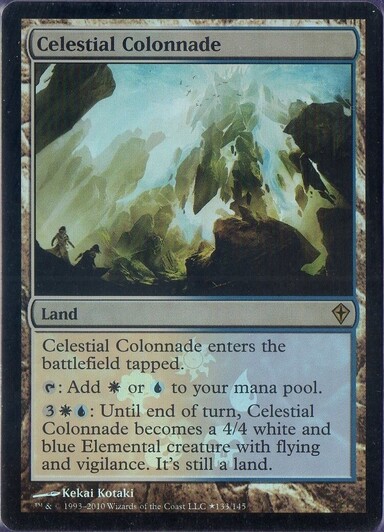 Celestial Colonnade
Land
Celestial Colonnade enters the
battlefield tapped.
: Add or to your mana pool.
3 : Until end of turn, Celestial
Colonnade becomes a 4/4 white and
blue Elemental creature with flying
and vigilance. It's still a land.
Kekai Kotaki
™ & © 1993–2010 Wizards of the Coast LLC ★133/145